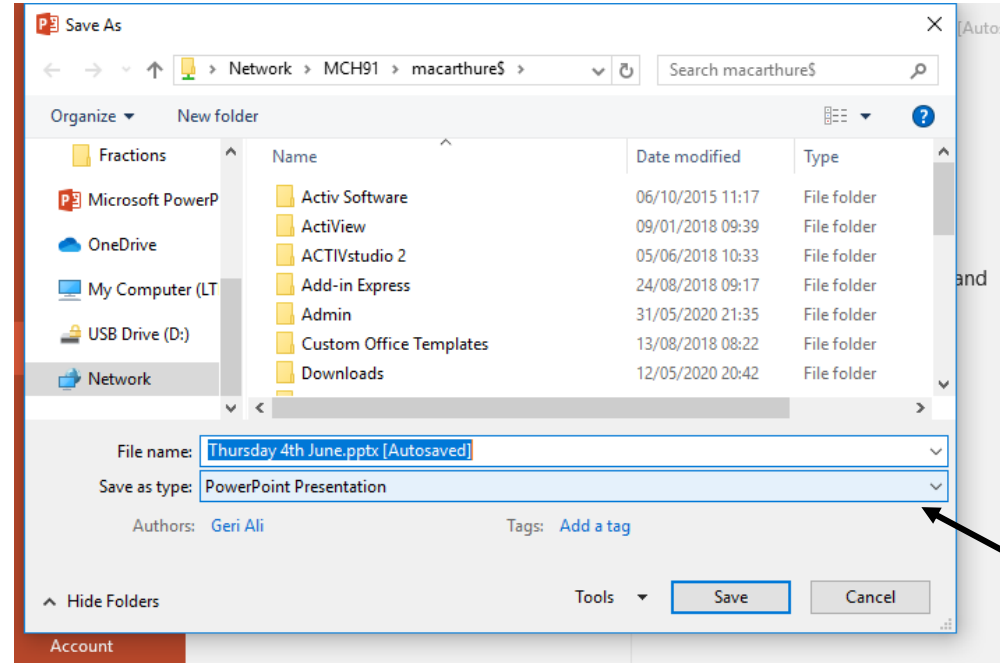 Save As
[Autos
Network > MCH91 > macarthure$ >
Search macarthure$
Organize
New folder
Name
Date modified
Type
Fractions
Microsoft PowerP
OneDrive
My Computer (LT
USB Drive (D:)
Network
Activ Software 06/10/2015 11:17 File folder
ActiView 09/01/2018 09:39 File folder
ACTIVstudio 2 05/06/2018 10:33 File folder
Add-in Express 24/08/2018 09:17 File folder
Admin 31/05/2020 21:35 File folder
Custom Office Templates 13/08/2018 08:22 File folder
Downloads 12/05/2020 20:42 File folder
and
File name: Thursday 4th June.pptx [Autosaved]
Save as type: PowerPoint Presentation
Authors: Geri Ali
Tags: Add a tag
Hide Folders
Tools
Save
Cancel
Account